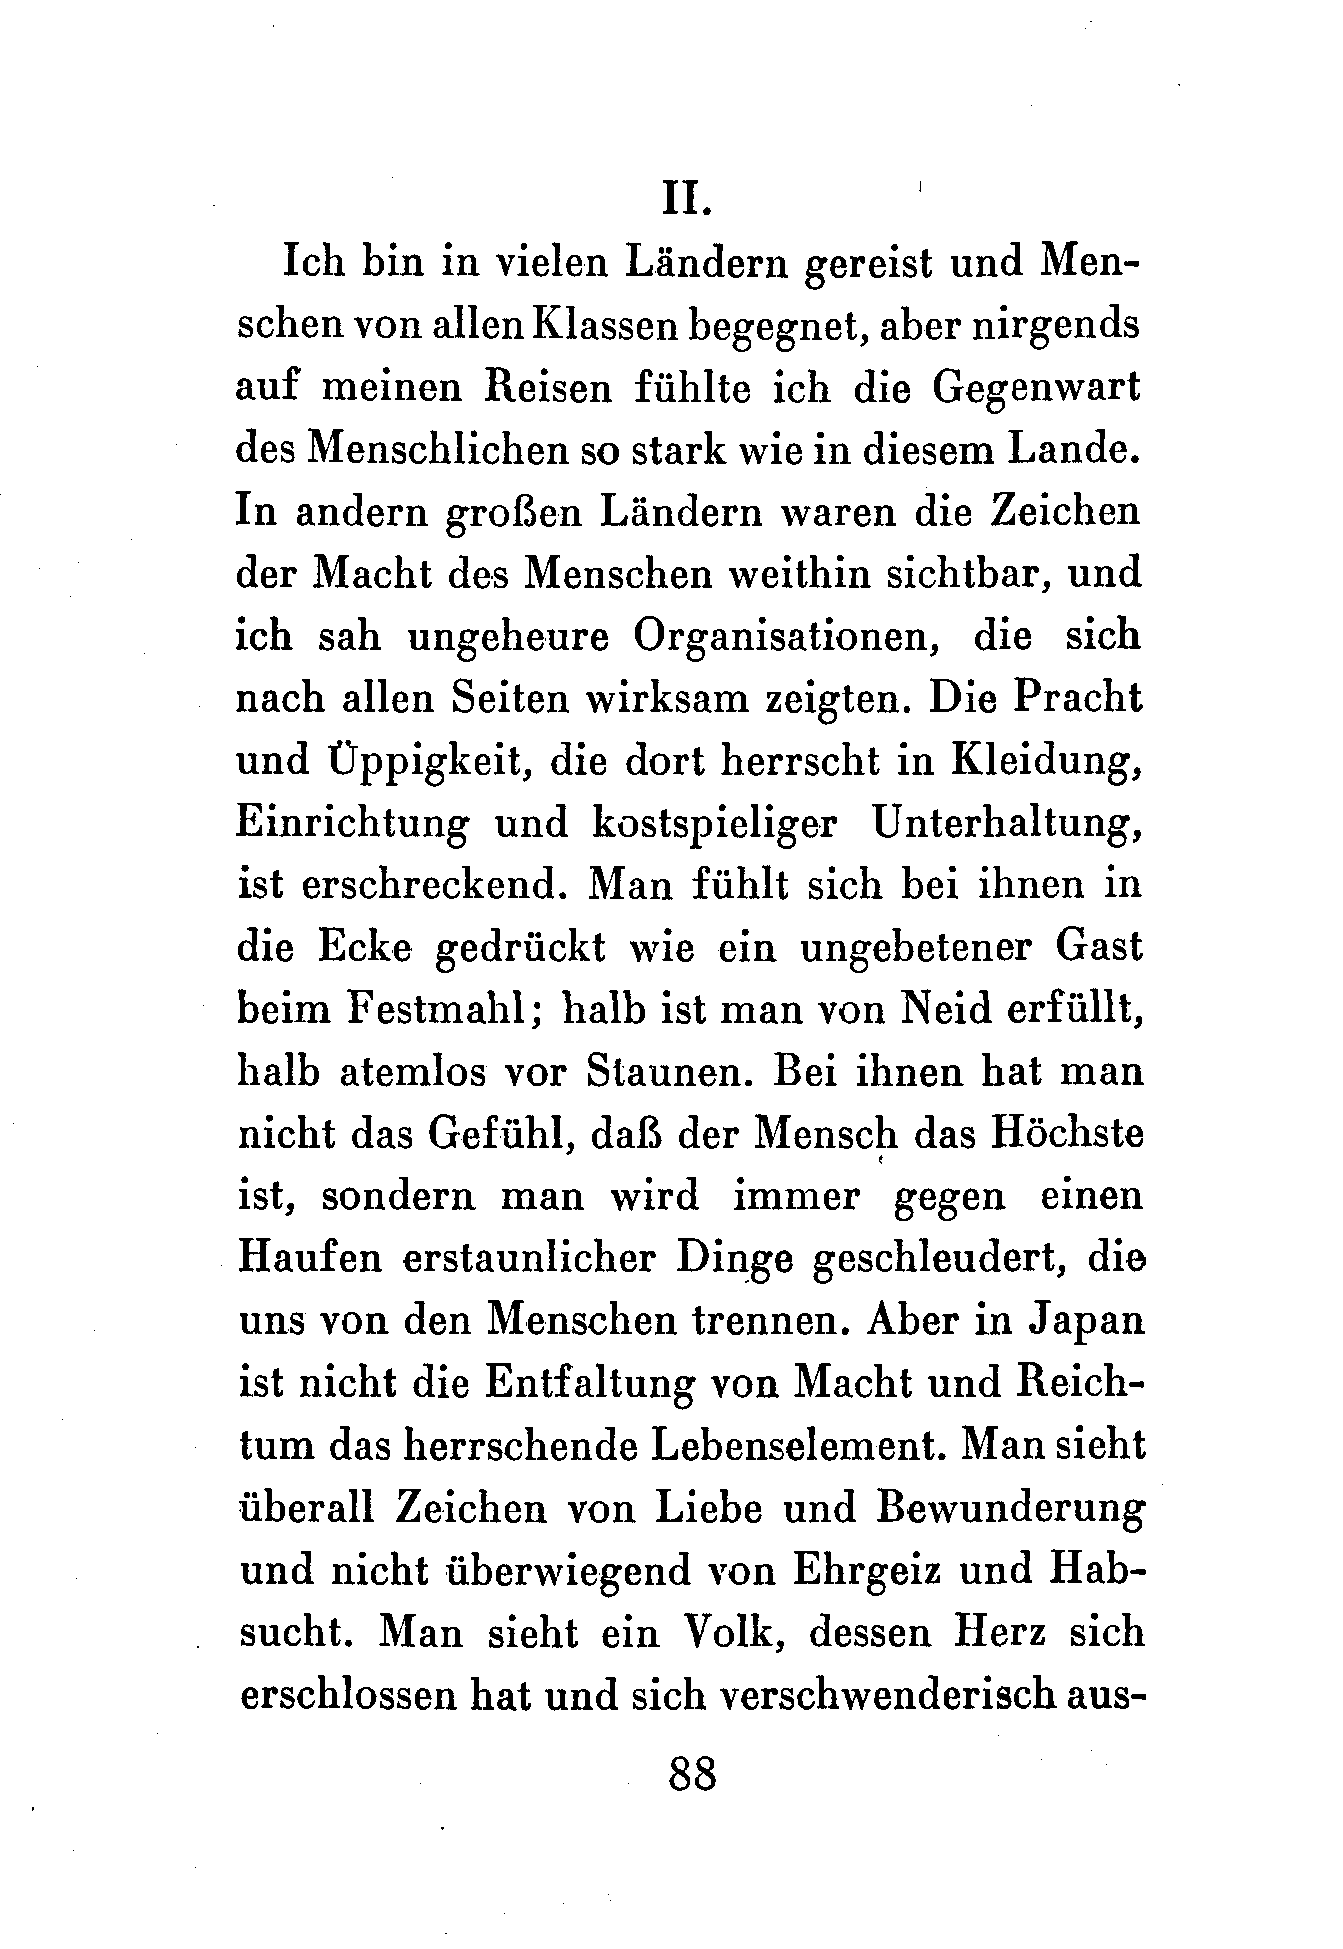 II.
Ich bin in vielen Ländern gereist und Men-
schen von allen Klassen begegnet, aber nirgends
auf meinen Reisen fühlte ich die Gegenwart
des Menschlichen so stark wie in diesem Lande.
In andern großen Ländern waren die Zeichen
der Macht des Menschen weithin sichtbar, und
ich sah ungeheure Organisationen, die sich
nach allen Seiten wirksam zeigten. Die Pracht
und Üppigkeit, die dort herrscht in Kleidung,
Einrichtung und kostspieliger Unterhaltung,
ist erschreckend. Man fühlt sich bei ihnen in
die Ecke gedrückt wie ein ungebetener Gast
beim Festmahl; halb ist man von Neid erfüllt,
halb atemlos vor Staunen. Bei ihnen hat man
nicht das Gefühl, daß der Mensch das Höchste
ist, sondern man wird immer gegen einen
Haufen erstaunlicher Dinge geschleudert, die
uns von den Menschen trennen. Aber in Japan
ist nicht die Entfaltung von Macht und Reich-
tum das herrschende Lebenselement. Man sieht
überall Zeichen von Liebe und Bewunderung
und nicht überwiegend von Ehrgeiz und Hab-
sucht. Man sieht ein Volk, dessen Herz sich
erschlossen hat und sich verschwenderisch aus-
88